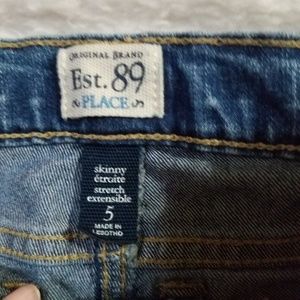 ORIGINAL BRAND
Est. 89
PLACE
skinny
étroite
stretch
extensible
5
MADE IN
LESOTHO